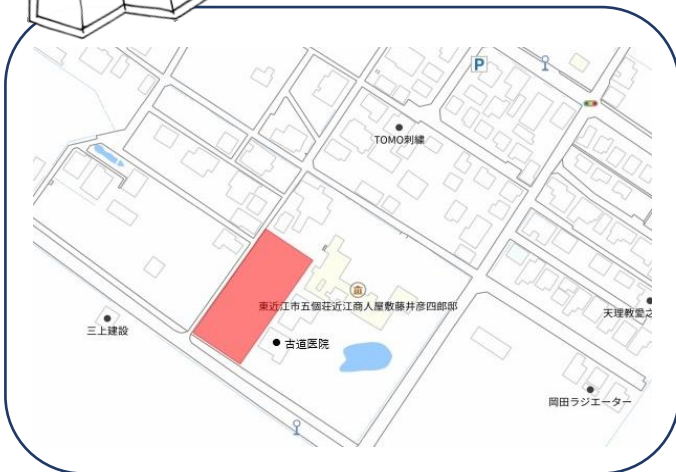 P
TOMO刺繍
東近江市五個荘近江商人屋敷藤井彦四郎邸
天理教愛之
三上建設
古道医院
岡田ラジエーター